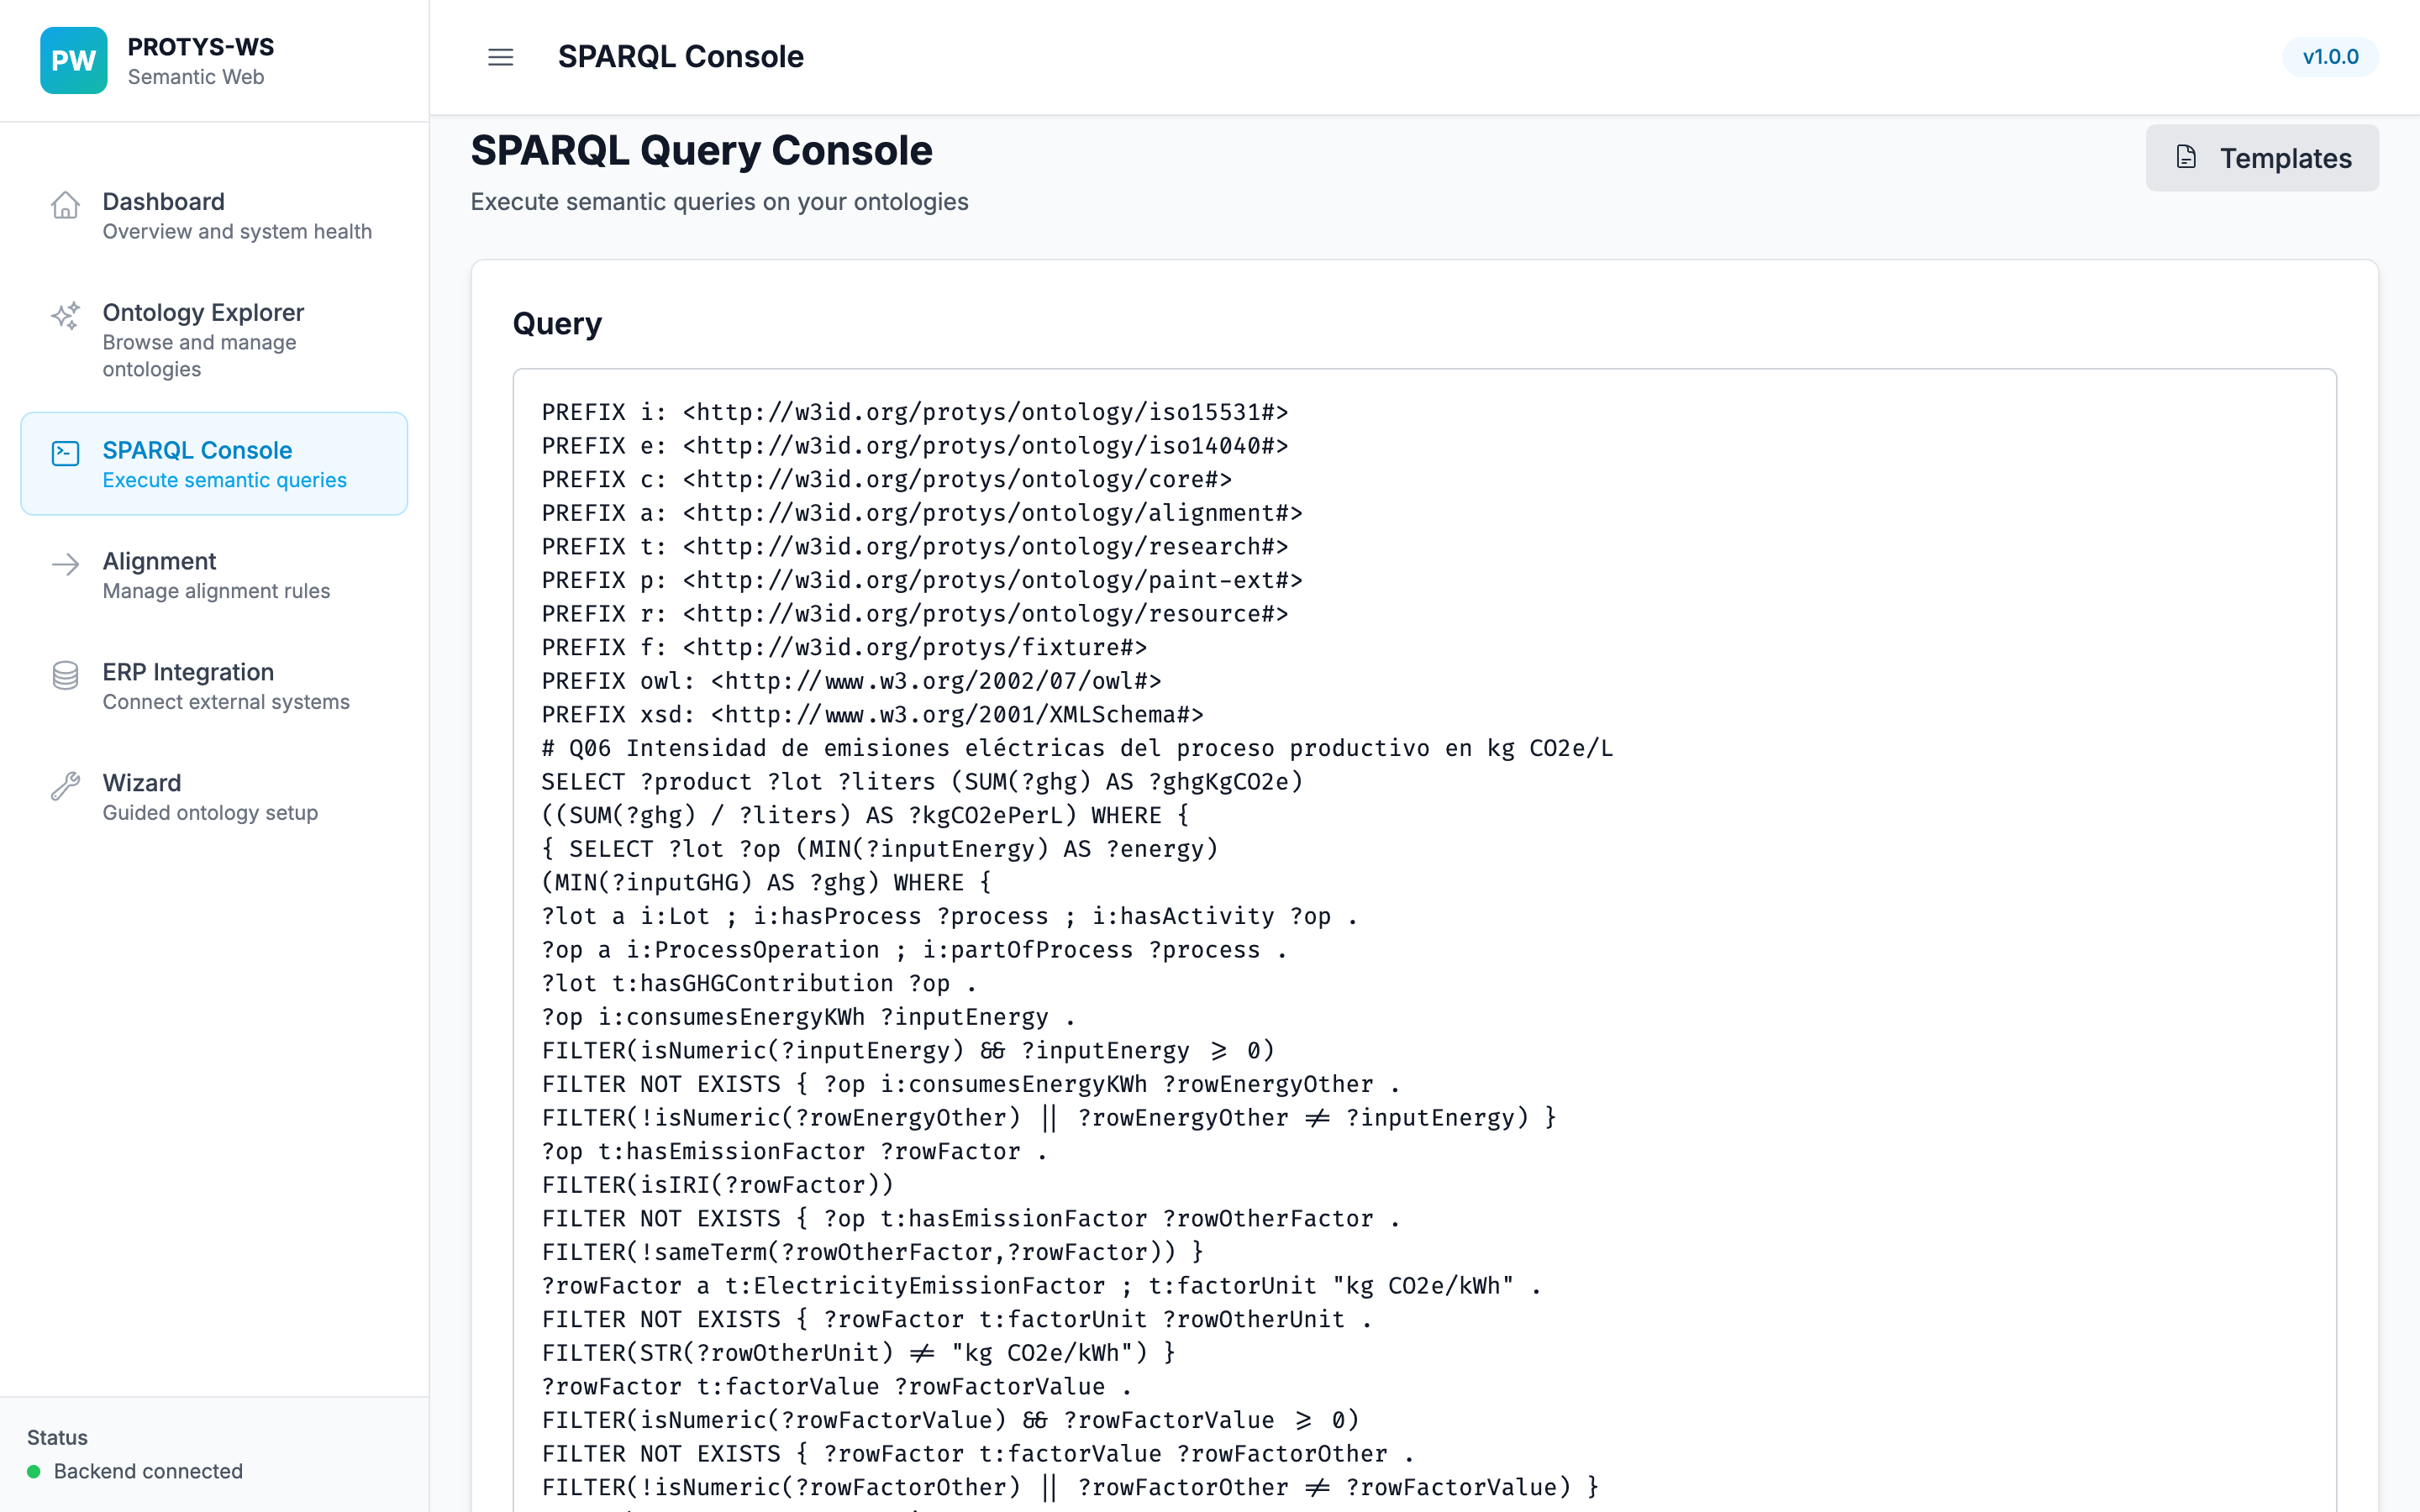 PW
PROTYS-WS
Semantic Web
Dashboard
Overview and system health
Ontology Explorer
Browse and manage
ontologies
SPARQL Console
Execute semantic queries
Alignment
Manage alignment rules
ERP Integration
Connect external systems
Wizard
Guided ontology setup
Status
Backend connected
SPARQL Console
v1.0.0
SPARQL Query Console
Execute semantic queries on your ontologies
Templates
Query
PREFIX i: <http://w3id.org/protys/ontology/iso15531#>
PREFIX e: <http://w3id.org/protys/ontology/iso14040#>
PREFIX c: <http://w3id.org/protys/ontology/core#>
PREFIX a: <http://w3id.org/protys/ontology/alignment#>
PREFIX t: <http://w3id.org/protys/ontology/research#>
PREFIX p: <http://w3id.org/protys/ontology/paint-ext#>
PREFIX r: <http://w3id.org/protys/ontology/resource#>
PREFIX f: <http://w3id.org/protys/fixture#>
PREFIX owl: <http://www.w3.org/2002/07/owl#>
PREFIX xsd: <http://www.w3.org/2001/XMLSchema#>
# Q06 Intensidad de emisiones eléctricas del proceso productivo en kg CO2e/L
SELECT ?product ?lot ?liters (SUM(?ghg) AS ?ghgKgCO2e)
((SUM(?ghg) / ?liters) AS ?kgCO2ePerL) WHERE {
{ SELECT ?lot ?op (MIN(?inputEnergy) AS ?energy)
(MIN(?inputGHG) AS ?ghg) WHERE {
?lot a i:Lot ; i:hasProcess ?process ; i:hasActivity ?op .
?op a i:ProcessOperation ; i:partOfProcess ?process .
?lot t:hasGHGContribution ?op .
?op i:consumesEnergyKWh ?inputEnergy .
FILTER(isNumeric(?inputEnergy) && ?inputEnergy >= 0)
FILTER NOT EXISTS { ?op i:consumesEnergyKWh ?rowEnergyOther .
FILTER(!isNumeric(?rowEnergyOther) || ?rowEnergyOther != ?inputEnergy) }
?op t:hasEmissionFactor ?rowFactor .
FILTER(isIRI(?rowFactor))
FILTER NOT EXISTS { ?op t:hasEmissionFactor ?rowOtherFactor .
FILTER(!sameTerm(?rowOtherFactor,?rowFactor)) }
?rowFactor a t:ElectricityEmissionFactor ; t:factorUnit "kg CO2e/kWh" .
FILTER NOT EXISTS { ?rowFactor t:factorUnit ?rowOtherUnit .
FILTER(STR(?rowOtherUnit) != "kg CO2e/kWh") }
?rowFactor t:factorValue ?rowFactorValue .
FILTER(isNumeric(?rowFactorValue) && ?rowFactorValue >= 0)
FILTER NOT EXISTS { ?rowFactor t:factorValue ?rowFactorOther .
FILTER(!isNumeric(?rowFactorOther) || ?rowFactorOther != ?rowFactorValue) }